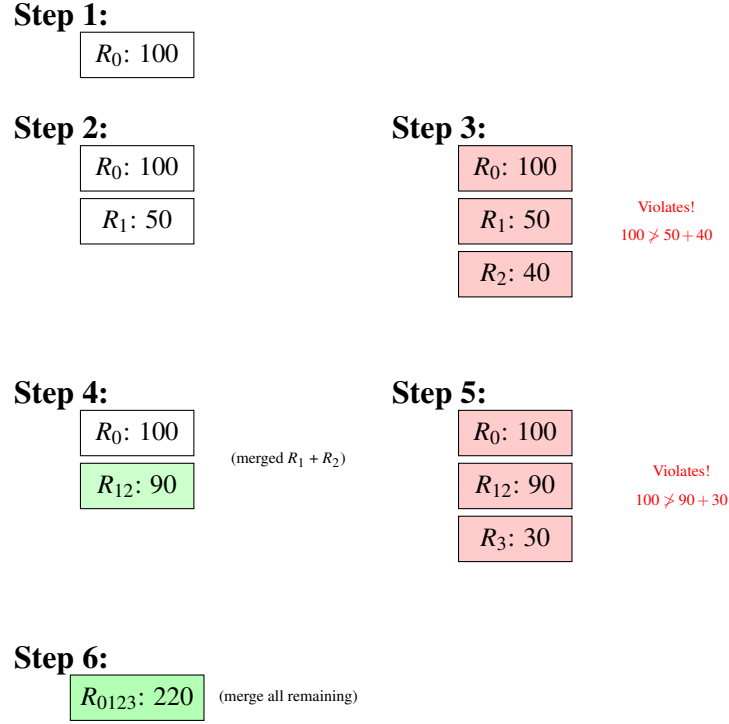 Step 1:
R₀: 100
Step 2:
R₀: 100
R₁: 50
Step 3:
R₀: 100
R₁: 50
R₂: 40
Violates!
100 ≯ 50 + 40
Step 4:
R₀: 100
R₁₂: 90
(merged R₁ + R₂)
Step 5:
R₀: 100
R₁₂: 90
R₃: 30
Violates!
100 ≯ 90 + 30
Step 6:
R₀₁₂₃: 220
(merge all remaining)